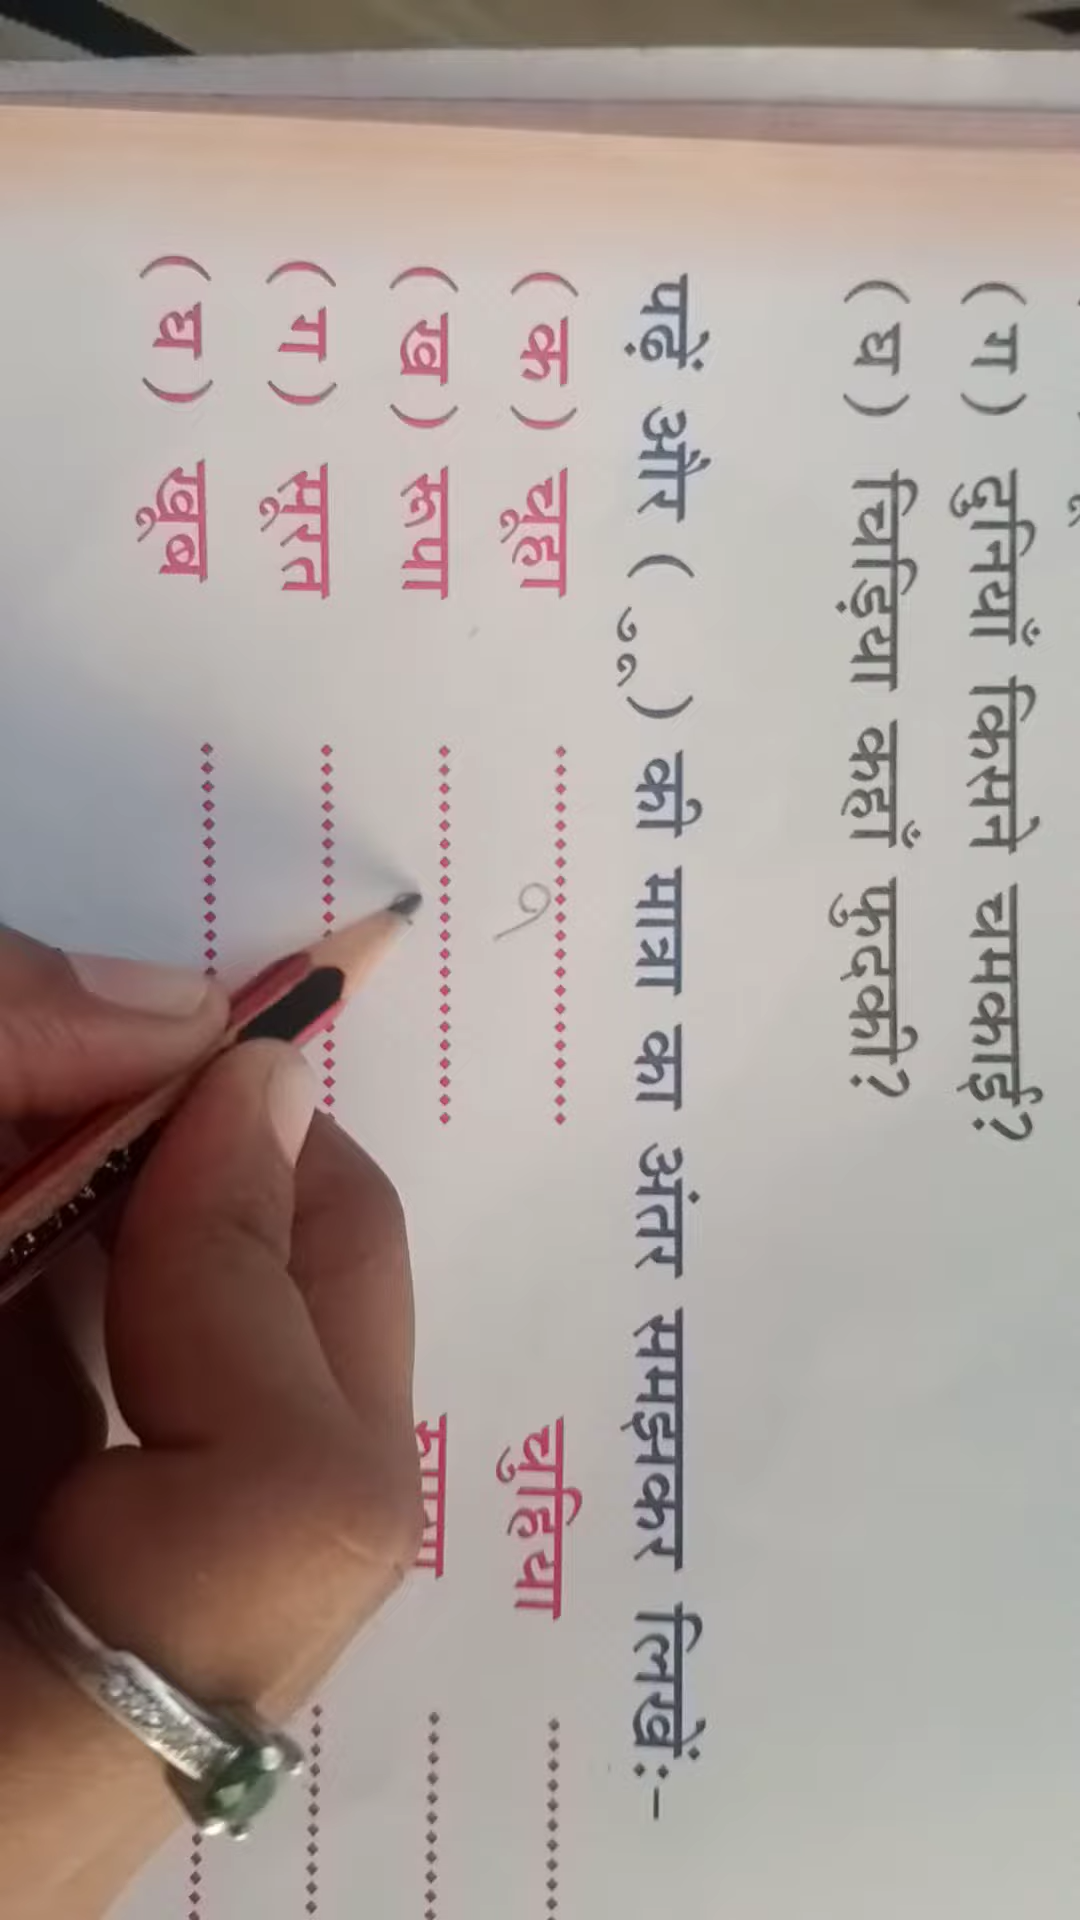 (ग) दुनियाँ किसने चमकाई?
(घ) चिड़िया कहाँ फुदकी?
पढ़ें और ( ु ू ) की मात्रा का अंतर समझकर लिखें:-
(क) चूहा ........................ ू चुहिया ............
(ख) रूपा ........................ ............
(ग) सूरत ........................ ............
(घ) खूब ........................ ............